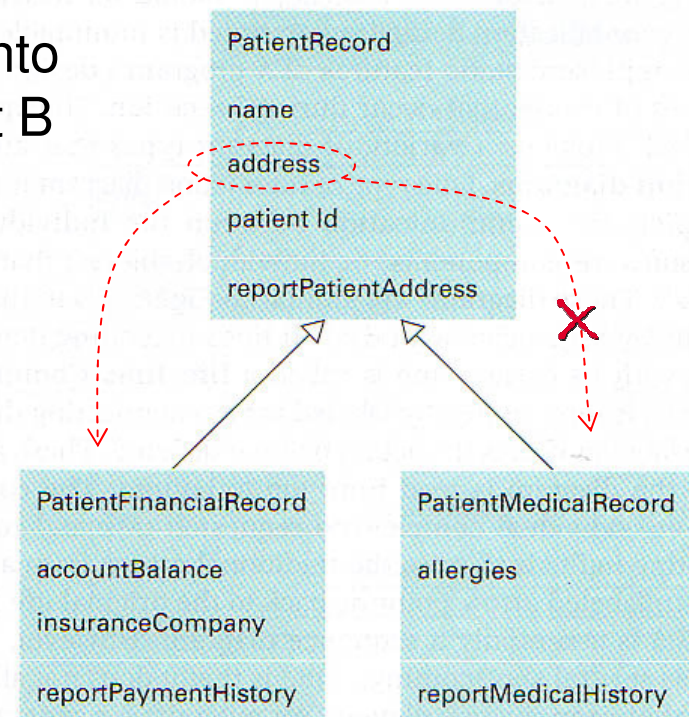 nto
t B
PatientRecord
name
address
patient Id
reportPatientAddress
PatientFinancialRecord
accountBalance
insuranceCompany
reportPaymentHistory
PatientMedicalRecord
allergies
reportMedicalHistory